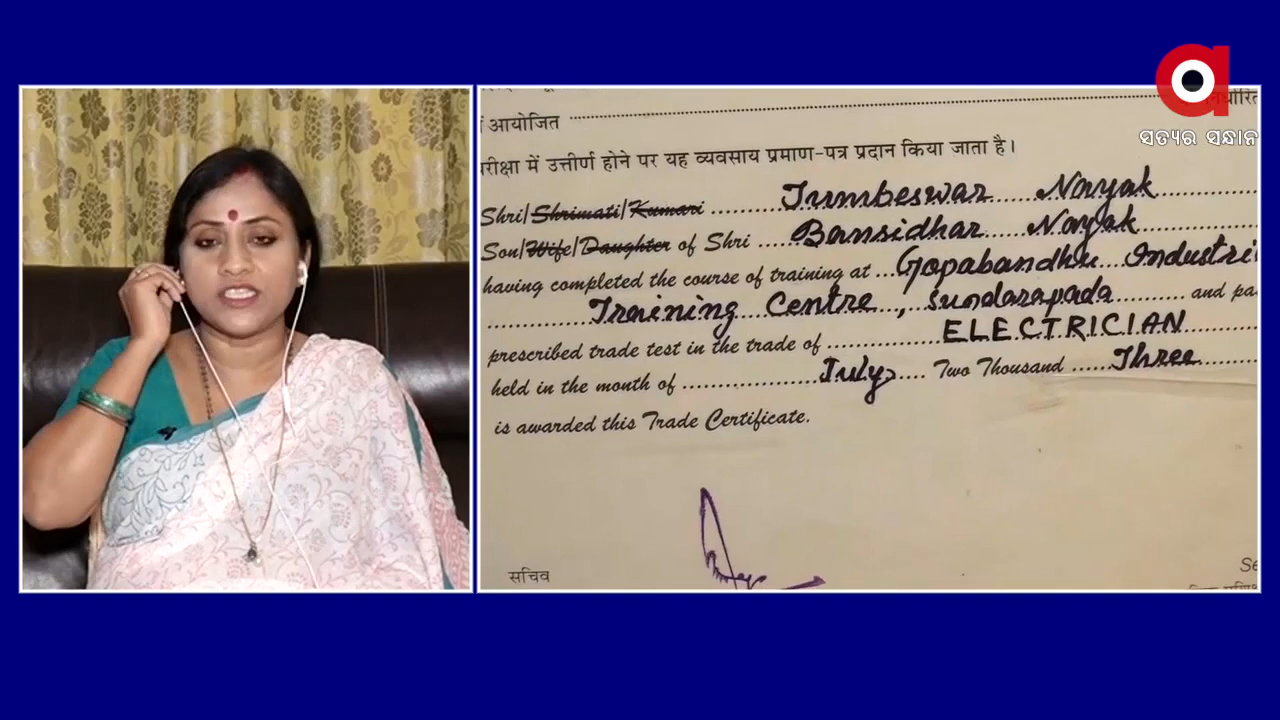 ସତ୍ୟର ସନ୍ଧାନ
आयोजित
परीक्षा में उत्तीर्ण होने पर यह व्यवसाय प्रमाण-पत्र प्रदान किया जाता है।
Shri/Shrimati/Kumari Jumbeswar Nayak
Son/Wife/Daughter of Shri Bansidhar Nayak
having completed the course of training at Gopabandhu Industri
Training Centre, Sundarapada and pa
prescribed trade test in the trade of ELECTRICIAN
held in the month of July Two Thousand Three
is awarded this Trade Certificate.
सचिव Se